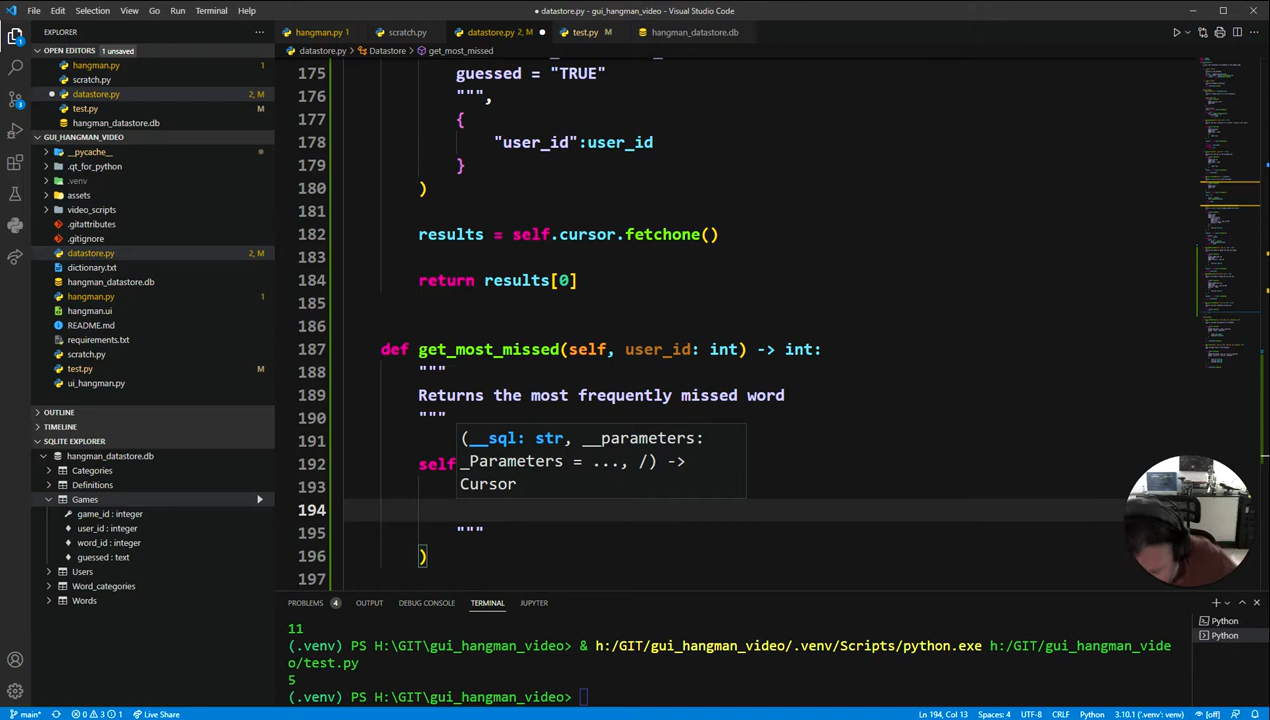 File Edit Selection View Go Run Terminal Help
● datastore.py - gui_hangman_video - Visual Studio Code
EXPLORER
OPEN EDITORS 1 unsaved
hangman.py 1
scratch.py
datastore.py 2, M
test.py M
hangman_datastore.db
GUI_HANGMAN_VIDEO
__pycache__
.qt_for_python
.venv
assets
video_scripts
.gitattributes
.gitignore
datastore.py 2, M
dictionary.txt
hangman_datastore.db
hangman.py 1
hangman.ui
README.md
requirements.txt
scratch.py
test.py M
ui_hangman.py
OUTLINE
TIMELINE
SQLITE EXPLORER
hangman_datastore.db
Categories
Definitions
Games
game_id : integer
user_id : integer
word_id : integer
guessed : text
Users
Word_categories
Words
hangman.py 1 scratch.py datastore.py 2, M test.py M hangman_datastore.db
datastore.py > Datastore > get_most_missed
175 guessed = "TRUE"
176 """,
177 {
178 "user_id":user_id
179 }
180 )
181
182 results = self.cursor.fetchone()
183
184 return results[0]
185
186
187 def get_most_missed(self, user_id: int) -> int:
188 """
189 Returns the most frequently missed word
190 """
191
192 self
193
194
195 """
196 )
197
(__sql: str, __parameters:
_Parameters = ..., /) ->
Cursor
PROBLEMS 4 OUTPUT DEBUG CONSOLE TERMINAL JUPYTER
11
(.venv) PS H:\GIT\gui_hangman_video> & h:/GIT/gui_hangman_video/.venv/Scripts/python.exe h:/GIT/gui_hangman_vide
o/test.py
5
(.venv) PS H:\GIT\gui_hangman_video>
Python
Python
main* 0 3 1 Live Share
Ln 194, Col 13 Spaces: 4 UTF-8 CRLF Python 3.10.1 ('.venv': venv) [off]